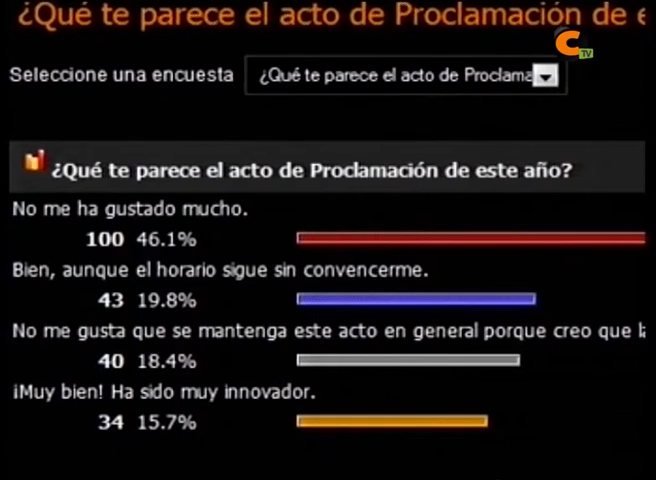 ¿Qué te parece el acto de Proclamación de e
C TV
Seleccione una encuesta ¿Qué te parece el acto de Proclama
¿Qué te parece el acto de Proclamación de este año?
No me ha gustado mucho.
100 46.1%
Bien, aunque el horario sigue sin convencerme.
43 19.8%
No me gusta que se mantenga este acto en general porque creo que la
40 18.4%
¡Muy bien! Ha sido muy innovador.
34 15.7%